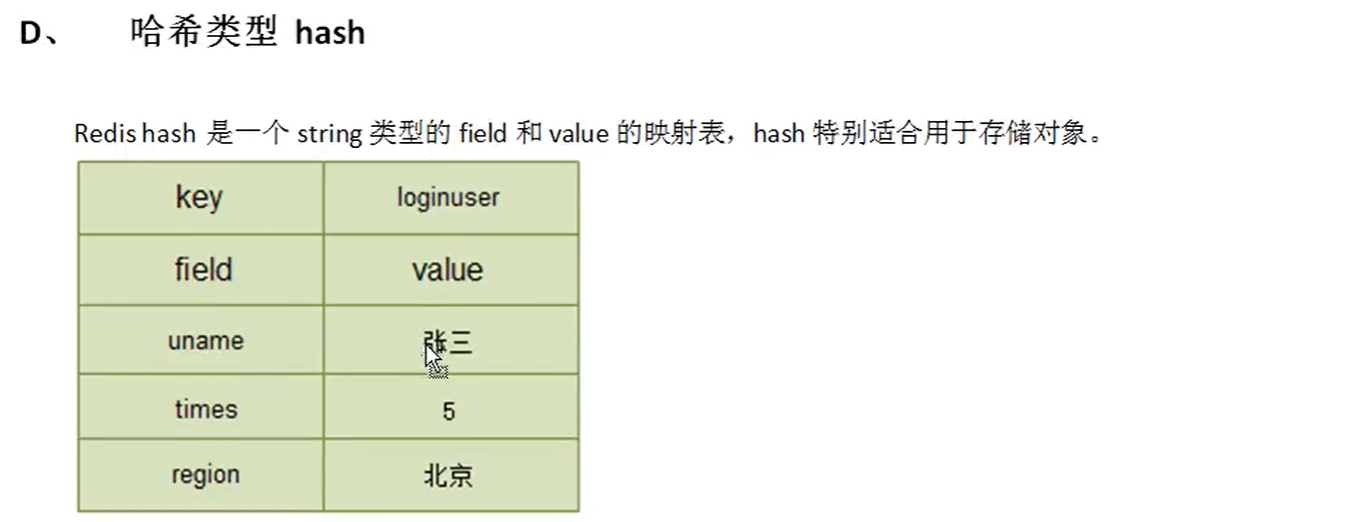 D、 哈希类型 hash
Redis hash 是一个 string 类型的 field 和 value 的映射表，hash 特别适合用于存储对象。
key loginuser
field value
uname 张三
times 5
region 北京